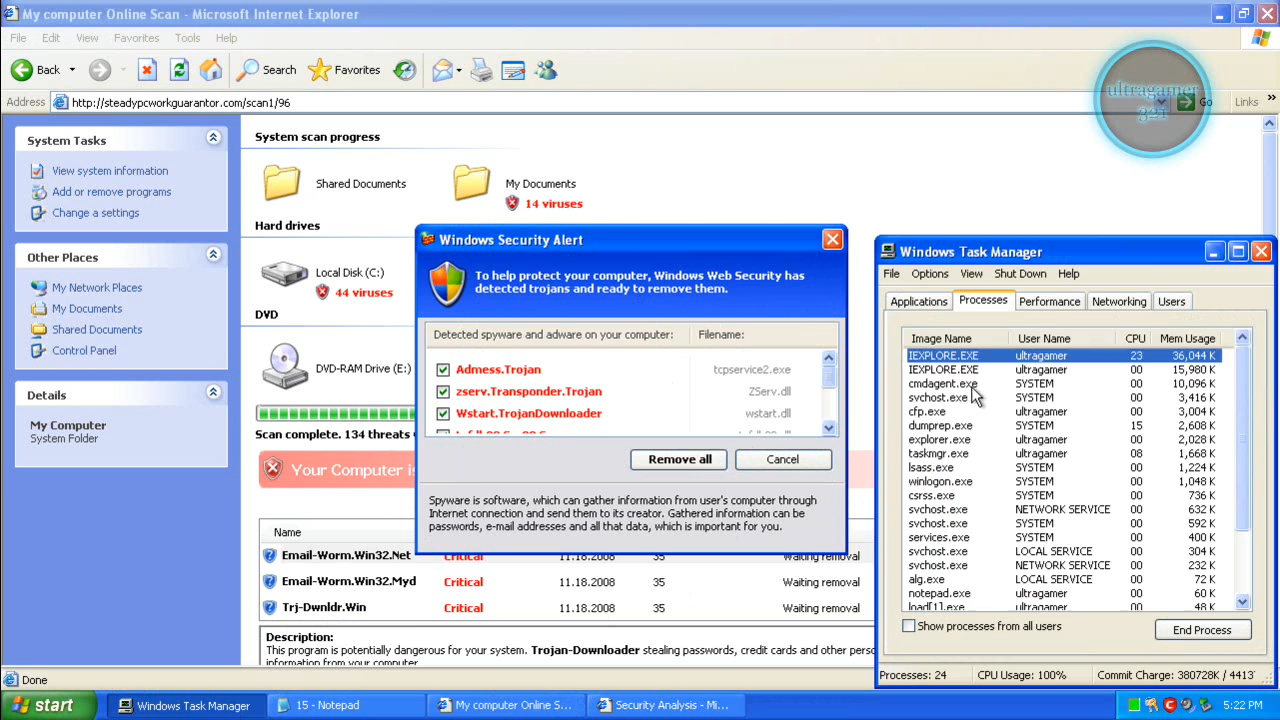 My computer Online Scan - Microsoft Internet Explorer
File Edit View Favorites Tools Help
Back Search Favorites
Address http://steadypcworkguarantor.com/scan1/96 Go Links »
ultragamer
321
System Tasks
View system information
Add or remove programs
Change a settings
Other Places
My Network Places
My Documents
Shared Documents
Control Panel
Details
My Computer
System Folder
System scan progress
Shared Documents
My Documents
14 viruses
Hard drives
Local Disk (C:)
44 viruses
DVD
DVD-RAM Drive (E:)
Scan complete. 134 threats
Your Computer is
Name
Email-Worm.Win32.Net Critical 11.18.2008 35 Waiting removal
Email-Worm.Win32.Myd Critical 11.18.2008 35 Waiting removal
Trj-Dwnldr.Win Critical 11.18.2008 35 Waiting removal
Description:
This program is potentially dangerous for your system. Trojan-Downloader stealing passwords, credit cards and other
information from your computer.
Windows Security Alert
To help protect your computer, Windows Web Security has
detected trojans and ready to remove them.
Detected spyware and adware on your computer: Filename:
Admess.Trojan tcpservice2.exe
zserv.Transponder.Trojan ZServ.dll
Wstart.TrojanDownloader wstart.dll
Remove all Cancel
Spyware is software, which can gather information from user's computer through
Internet connection and send them to its creator. Gathered information can be
passwords, e-mail addresses and all that data, which is important for you.
Windows Task Manager
File Options View Shut Down Help
Applications Processes Performance Networking Users
Image Name User Name CPU Mem Usage
IEXPLORE.EXE ultragamer 23 36,044 K
IEXPLORE.EXE ultragamer 00 15,980 K
cmdagent.exe SYSTEM 00 10,096 K
svchost.exe SYSTEM 00 3,416 K
cfp.exe ultragamer 00 3,004 K
dumprep.exe SYSTEM 15 2,608 K
explorer.exe ultragamer 00 2,028 K
taskmgr.exe ultragamer 08 1,668 K
lsass.exe SYSTEM 00 1,224 K
winlogon.exe SYSTEM 00 1,048 K
csrss.exe SYSTEM 00 736 K
svchost.exe NETWORK SERVICE 00 632 K
svchost.exe SYSTEM 00 592 K
services.exe SYSTEM 00 400 K
svchost.exe LOCAL SERVICE 00 304 K
svchost.exe NETWORK SERVICE 00 232 K
alg.exe LOCAL SERVICE 00 72 K
notepad.exe ultragamer 00 60 K
load[1].exe ultragamer 00 48 K
Show processes from all users
End Process
Processes: 24 CPU Usage: 100% Commit Charge: 380728K / 4413
Done
start Windows Task Manager 15 - Notepad My computer Online S... Security Analysis - Mi... 5:22 PM